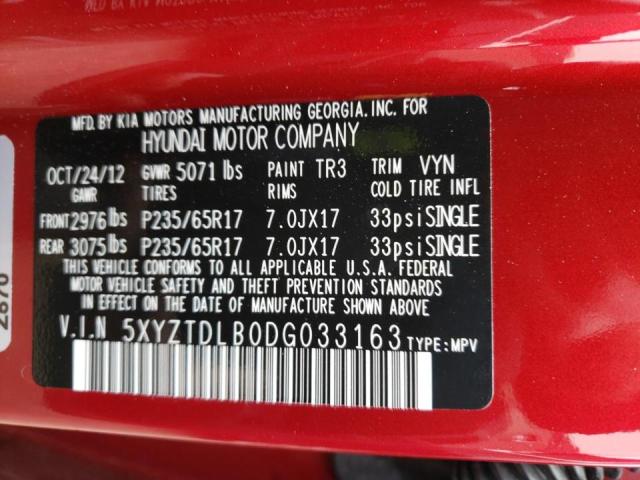 MFD. BY KIA MOTORS MANUFACTURING GEORGIA. INC. FOR
HYUNDAI MOTOR COMPANY
OCT/24/12 GVWR 5071 lbs PAINT TR3 TRIM VYN
GAWR TIRES RIMS COLD TIRE INFL
FRONT 2976 lbs P235/65R17 7.0JX17 33psi SINGLE
REAR 3075 lbs P235/65R17 7.0JX17 33psi SINGLE
THIS VEHICLE CONFORMS TO ALL APPLICABLE U.S.A. FEDERAL
MOTOR VEHICLE SAFETY AND THEFT PREVENTION STANDARDS
IN EFFECT ON THE DATE OF MANUFACTURE SHOWN ABOVE.
V.I.N 5XYZTDLB0DG033163 TYPE: MPV